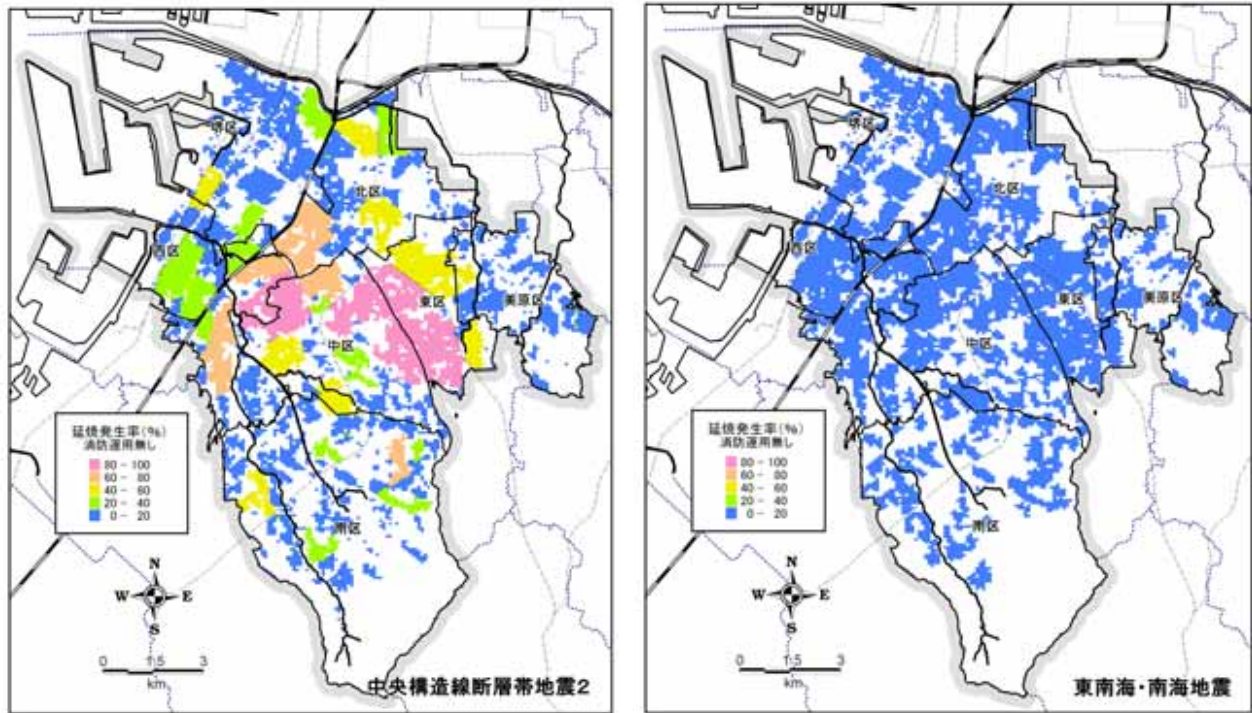 堺区
北区
西区
東区
美原区
中区
南区
延焼発生率(%)
消防運用無し
80 - 100
60 - 80
40 - 60
20 - 40
0 - 20
N
W E
S
0 1.5 3
km
中央構造線断層帯地震2
堺区
北区
西区
東区
美原区
中区
南区
延焼発生率(%)
消防運用無し
80 - 100
60 - 80
40 - 60
20 - 40
0 - 20
N
W E
S
0 1.5 3
km
東南海・南海地震